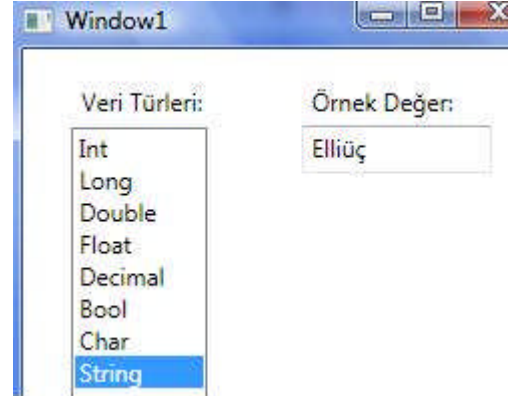 Window1
Veri Türleri:
Örnek Değer:
Int
Elliüç
Long
Double
Float
Decimal
Bool
Char
String